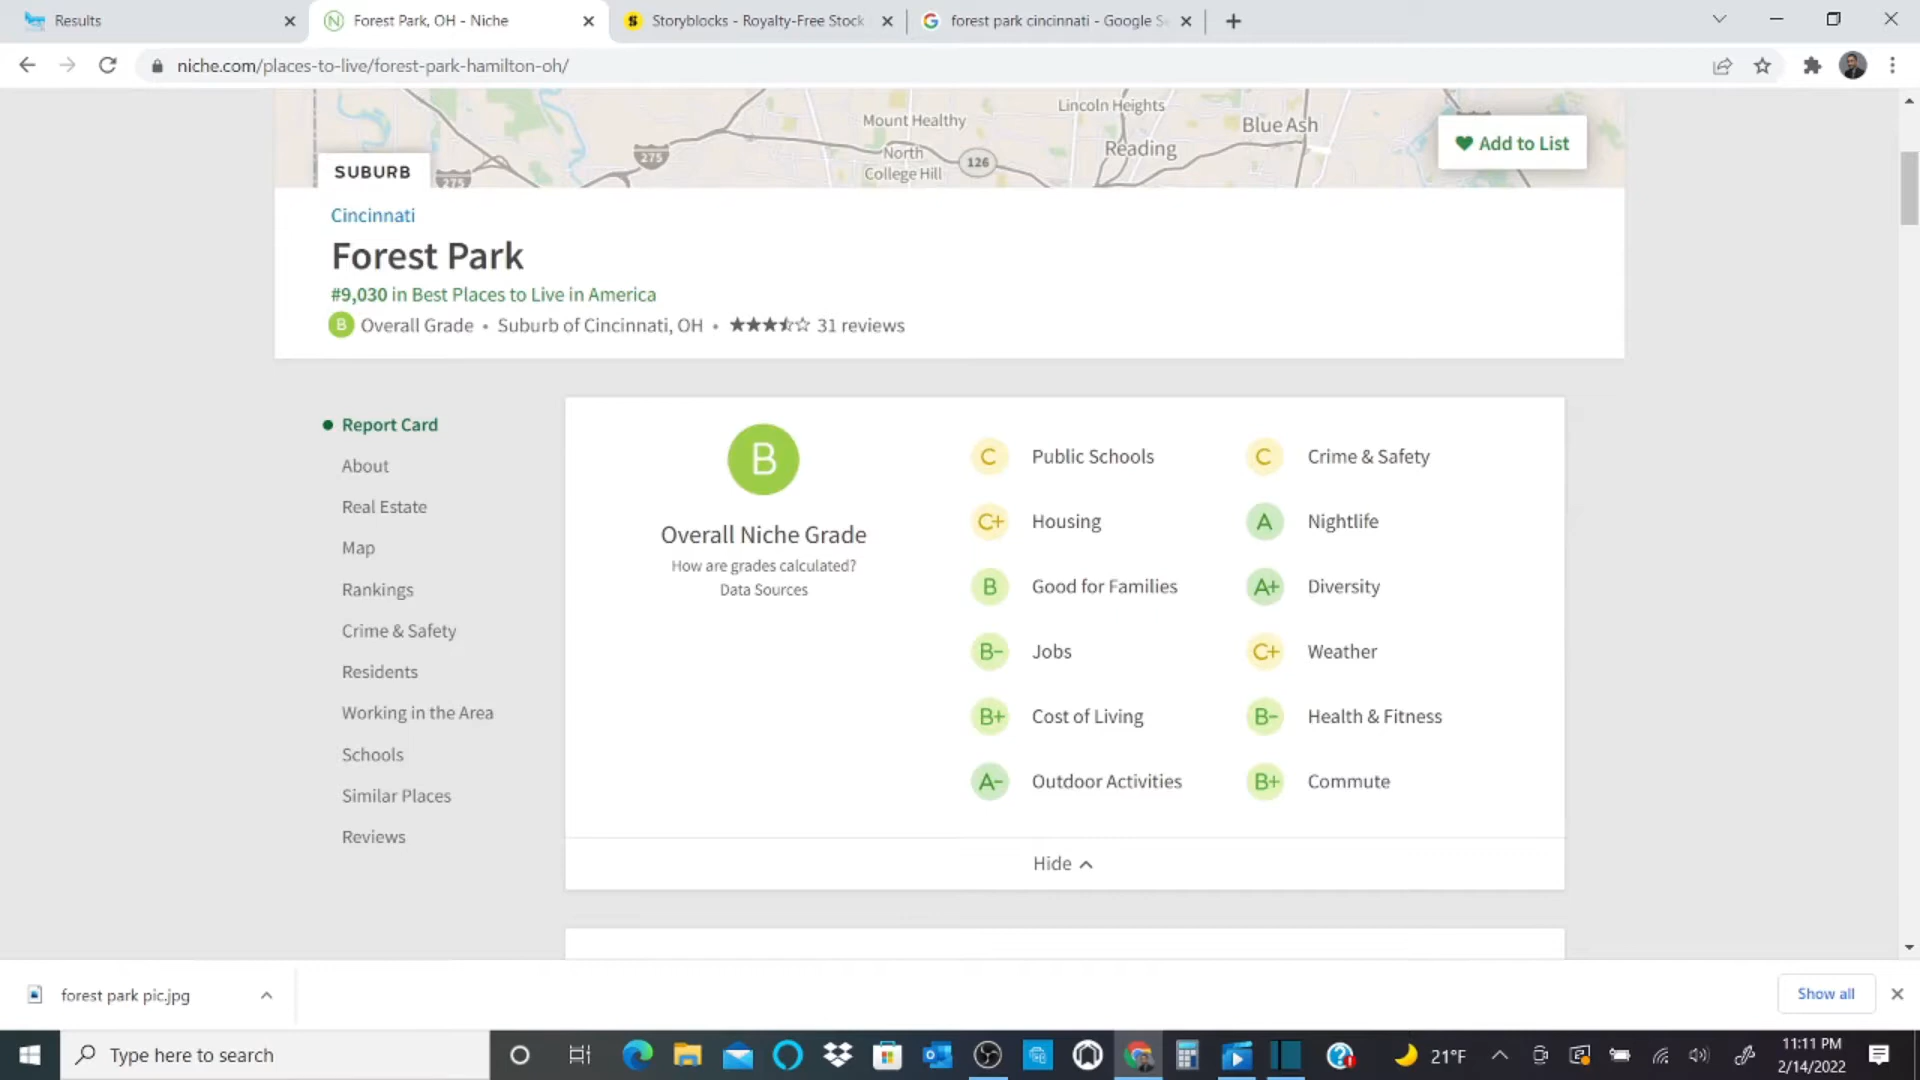 Results
Forest Park, OH - Niche
Storyblocks - Royalty-Free Stock
forest park cincinnati - Google S
niche.com/places-to-live/forest-park-hamilton-oh/
Lincoln Heights
Mount Healthy
Blue Ash
North
College Hill
126
Reading
275
275
Add to List
SUBURB
Cincinnati
Forest Park
#9,030 in Best Places to Live in America
B Overall Grade • Suburb of Cincinnati, OH • 31 reviews
Report Card
About
Real Estate
Map
Rankings
Crime & Safety
Residents
Working in the Area
Schools
Similar Places
Reviews
B
Overall Niche Grade
How are grades calculated?
Data Sources
C Public Schools
C Crime & Safety
C+ Housing
A Nightlife
B Good for Families
A+ Diversity
B- Jobs
C+ Weather
B+ Cost of Living
B- Health & Fitness
A- Outdoor Activities
B+ Commute
Hide
forest park pic.jpg
Show all
Type here to search
21°F
11:11 PM
2/14/2022